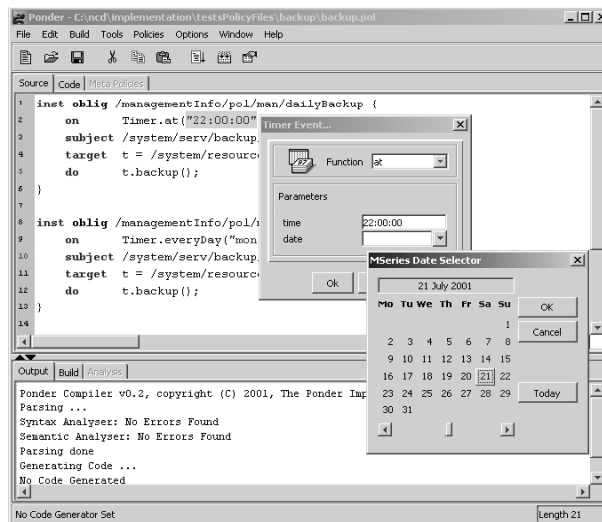 Ponder - C:\ncd\implementation\testsPolicyFiles\backup\backup.pol
File Edit Build Tools Policies Options Window Help
Source Code Meta Policies
1 inst oblig /managementInfo/pol/man/dailyBackup {
2 on Timer.at("22:00:00"
3 subject /system/serv/backup
4 target t = /system/resourc
5 do t.backup();
6 }
7
8 inst oblig /managementInfo/pol/
9 on Timer.everyDay("mon
10 subject /system/serv/backup
11 target t = /system/resourc
12 do t.backup();
13 }
14
Timer Event...
Function at
Parameters
time 22:00:00
date
Ok
MSeries Date Selector
21 July 2001
Mo Tu We Th Fr Sa Su
1
2 3 4 5 6 7 8
9 10 11 12 13 14 15
16 17 18 19 20 21 22
23 24 25 26 27 28 29
30 31
OK
Cancel
Today
Output Build Analysis
Ponder Compiler v0.2, copyright (C) 2001, The Ponder Imp
Parsing ...
Syntax Analyser: No Errors Found
Semantic Analyser: No Errors Found
Parsing done
Generating Code ...
No Code Generated
No Code Generator Set
Length 21